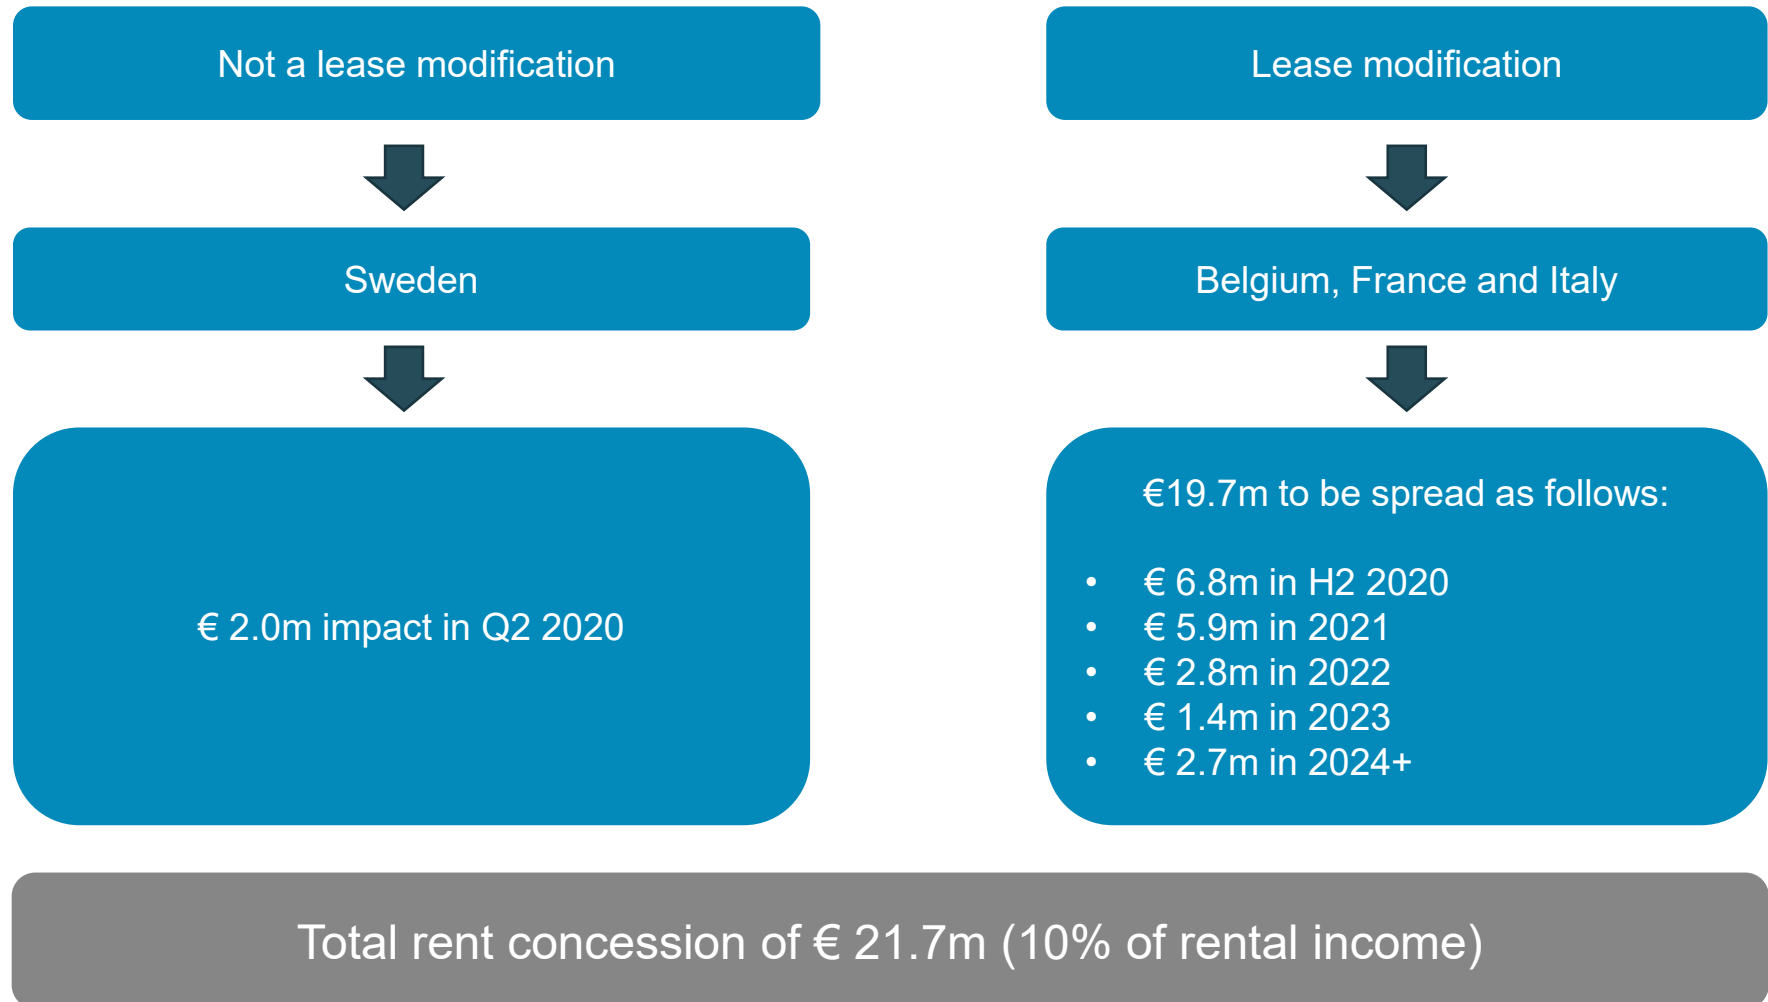 Not a lease modification
Sweden
€ 2.0m impact in Q2 2020
Lease modification
Belgium, France and Italy
€19.7m to be spread as follows:
• € 6.8m in H2 2020
• € 5.9m in 2021
• € 2.8m in 2022
• € 1.4m in 2023
• € 2.7m in 2024+
Total rent concession of € 21.7m (10% of rental income)